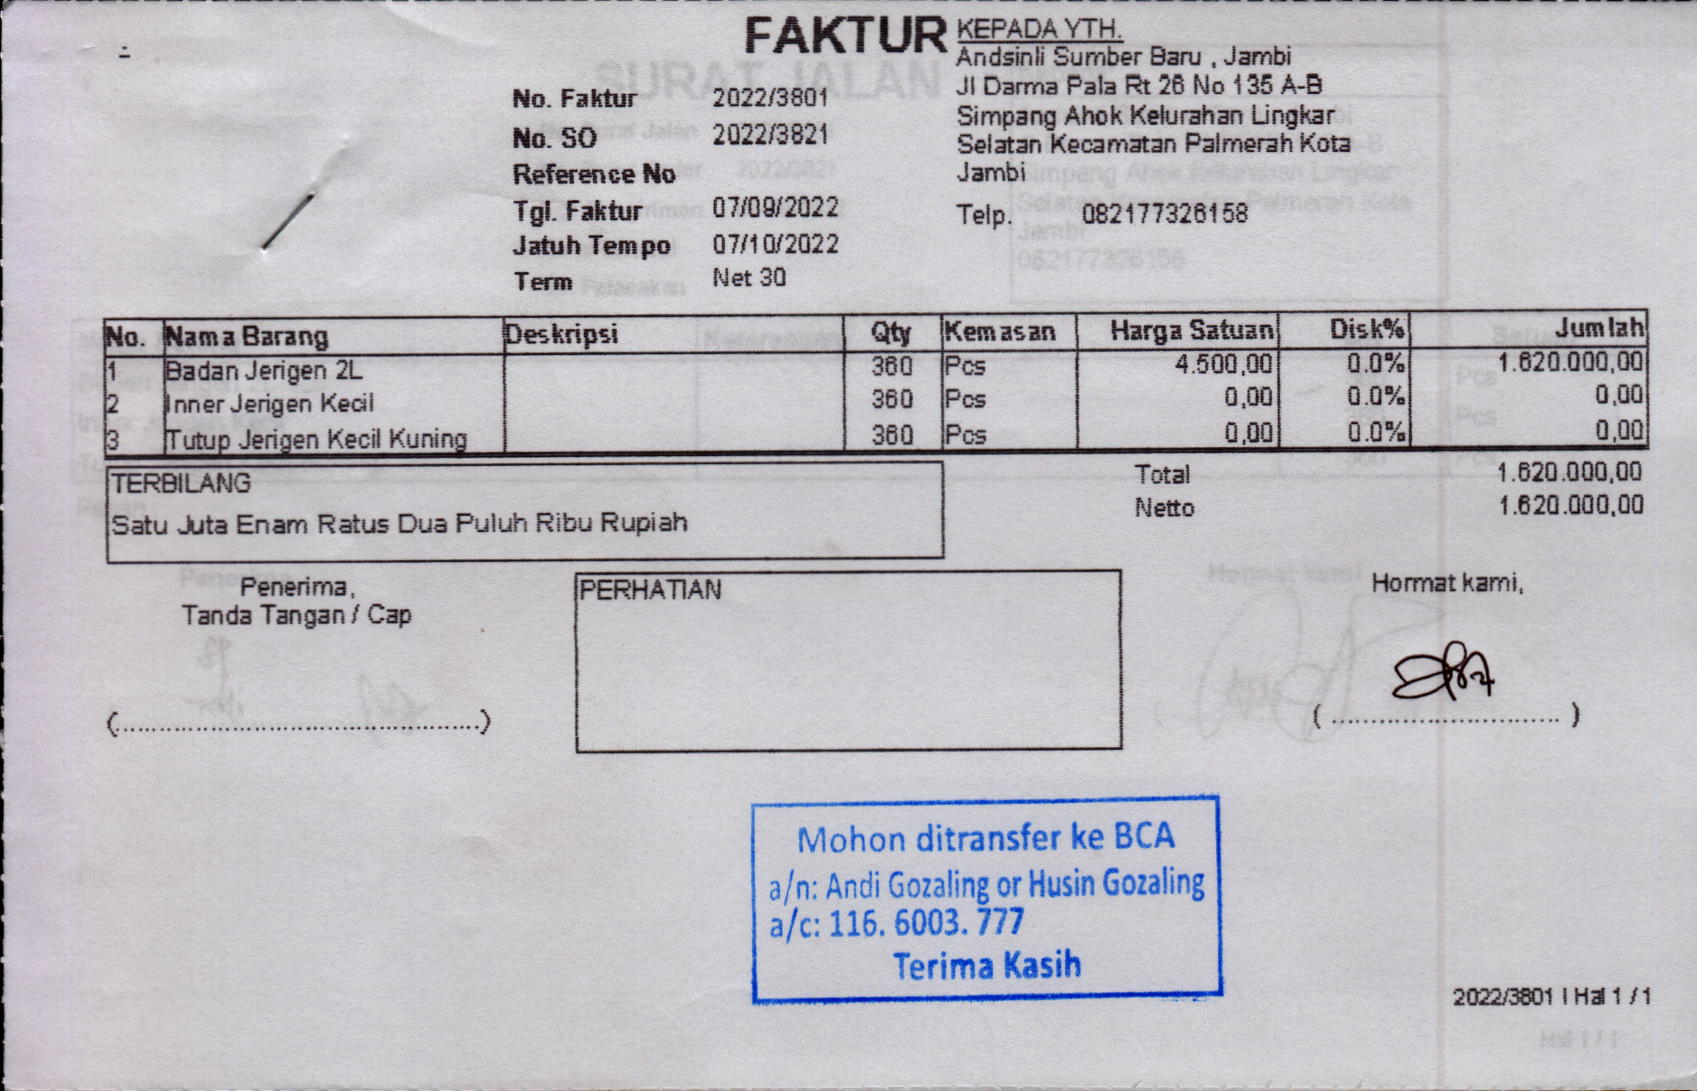 FAKTUR
KEPADA YTH.
Andsinli Sumber Baru , Jambi
Jl Darma Pala Rt 26 No 135 A-B
Simpang Ahok Kelurahan Lingkar
Selatan Kecamatan Palmerah Kota
Jambi
Telp. 082177326158
No. Faktur 2022/3801
No. SO 2022/3821
Reference No
Tgl. Faktur 07/09/2022
Jatuh Tempo 07/10/2022
Term Net 30
No. Nama Barang Deskripsi Qty Kemasan Harga Satuan Disk% Jumlah
1 Badan Jerigen 2L 360 Pcs 4.500,00 0.0% 1.620.000,00
2 Inner Jerigen Kecil 360 Pcs 0,00 0.0% 0,00
3 Tutup Jerigen Kecil Kuning 360 Pcs 0,00 0.0% 0,00
TERBILANG
Satu Juta Enam Ratus Dua Puluh Ribu Rupiah
Total 1.620.000,00
Netto 1.620.000,00
Penerima,
Tanda Tangan / Cap
(..............................................)
PERHATIAN
Hormat kami,
( ............................ )
Mohon ditransfer ke BCA
a/n: Andi Gozaling or Husin Gozaling
a/c: 116. 6003. 777
Terima Kasih
2022/3801 | Hal 1 / 1